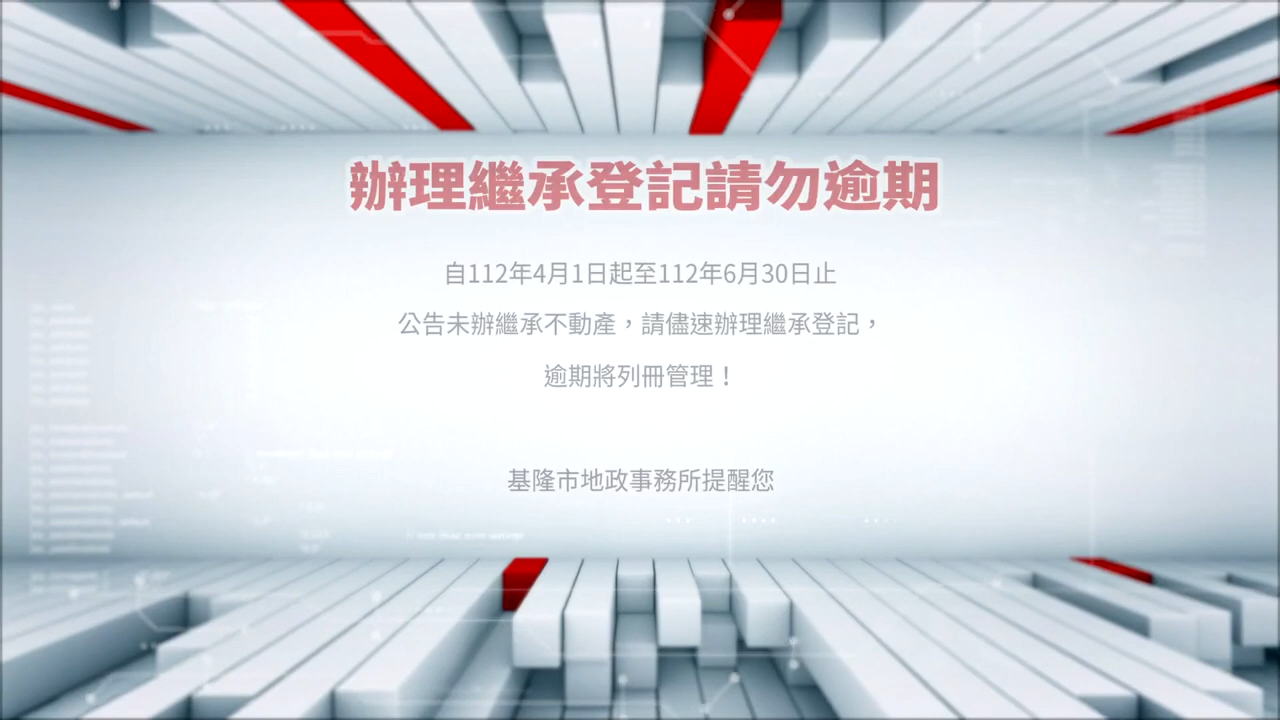 辦理繼承登記請勿逾期
自112年4月1日起至112年6月30日止
公告未辦繼承不動產，請儘速辦理繼承登記，
逾期將列冊管理！
基隆市地政事務所提醒您